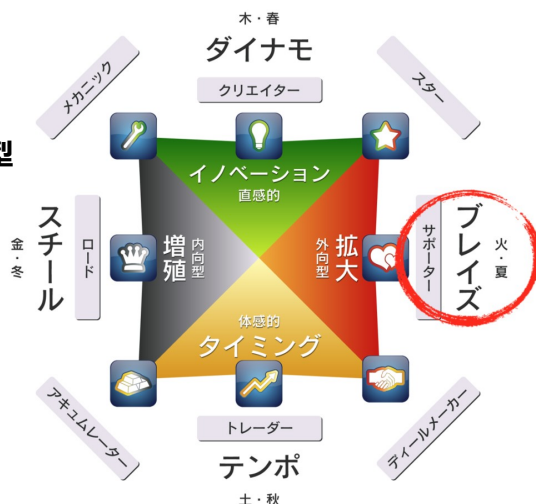 木・春
ダイナモ
クリエイター
メカニック
スター
型
イノベーション
直感的
金・冬
スチール
ロード
増殖
内向型
外向型
拡大
サポーター
ブレイズ
火・夏
体感的
タイミング
アキュムレーター
トレーダー
ディールメーカー
テンポ
土・秋